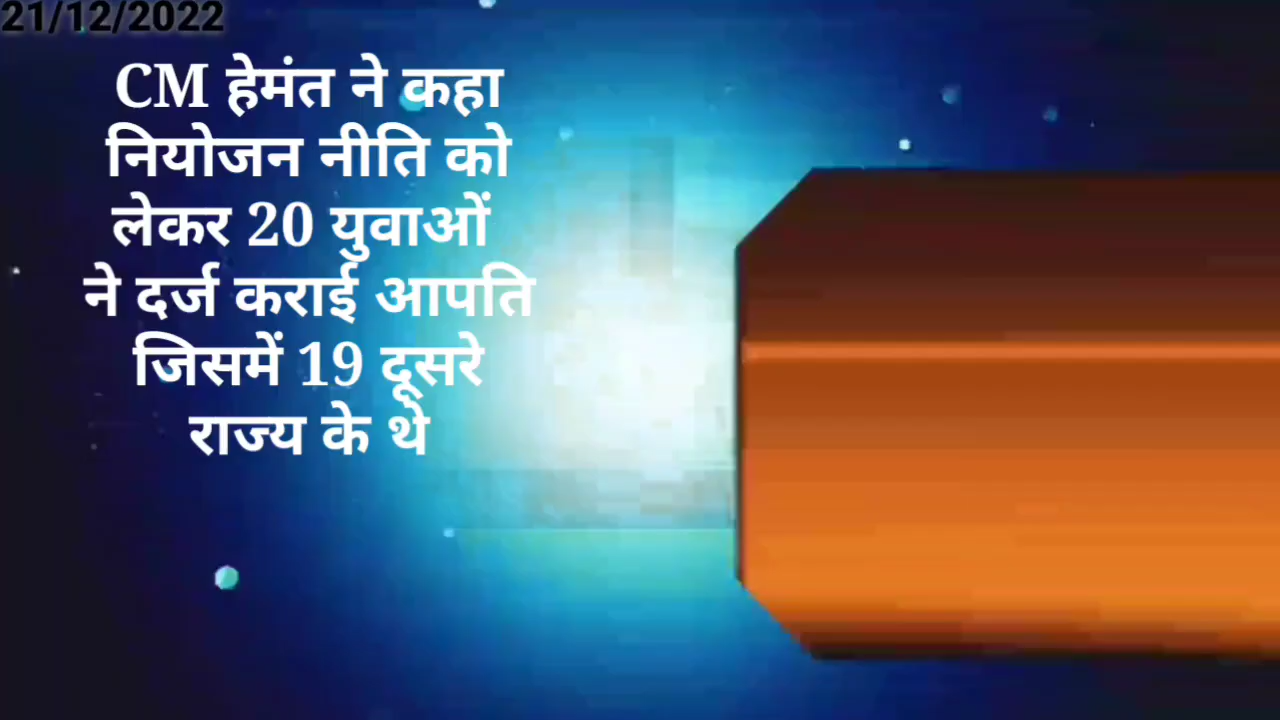 21/12/2022
CM हेमंत ने कहा
नियोजन नीति को
लेकर 20 युवाओं
ने दर्ज कराई आपति
जिसमें 19 दूसरे
राज्य के थे